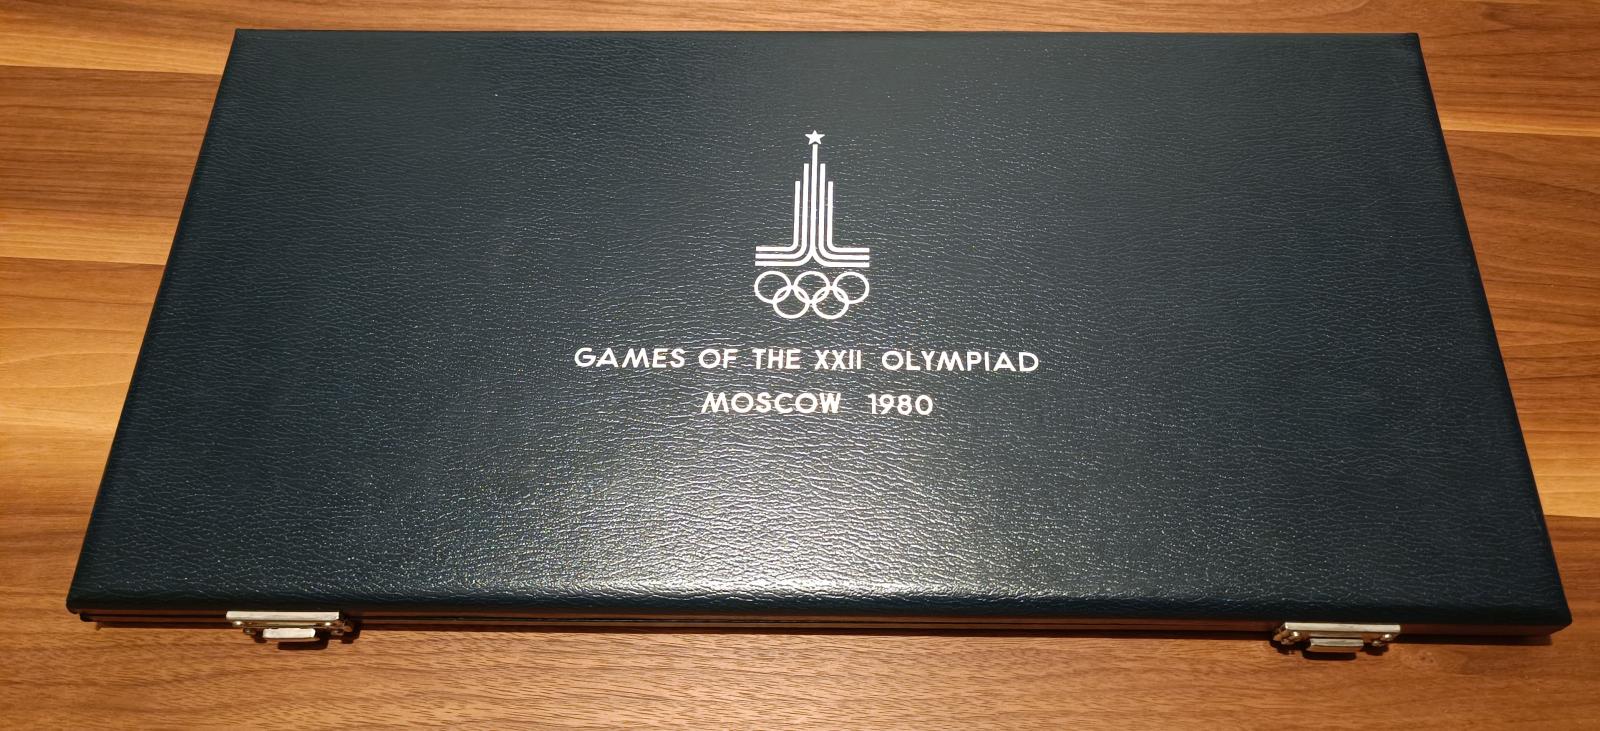 GAMES OF THE XXII OLYMPIAD
MOSCOW 1980